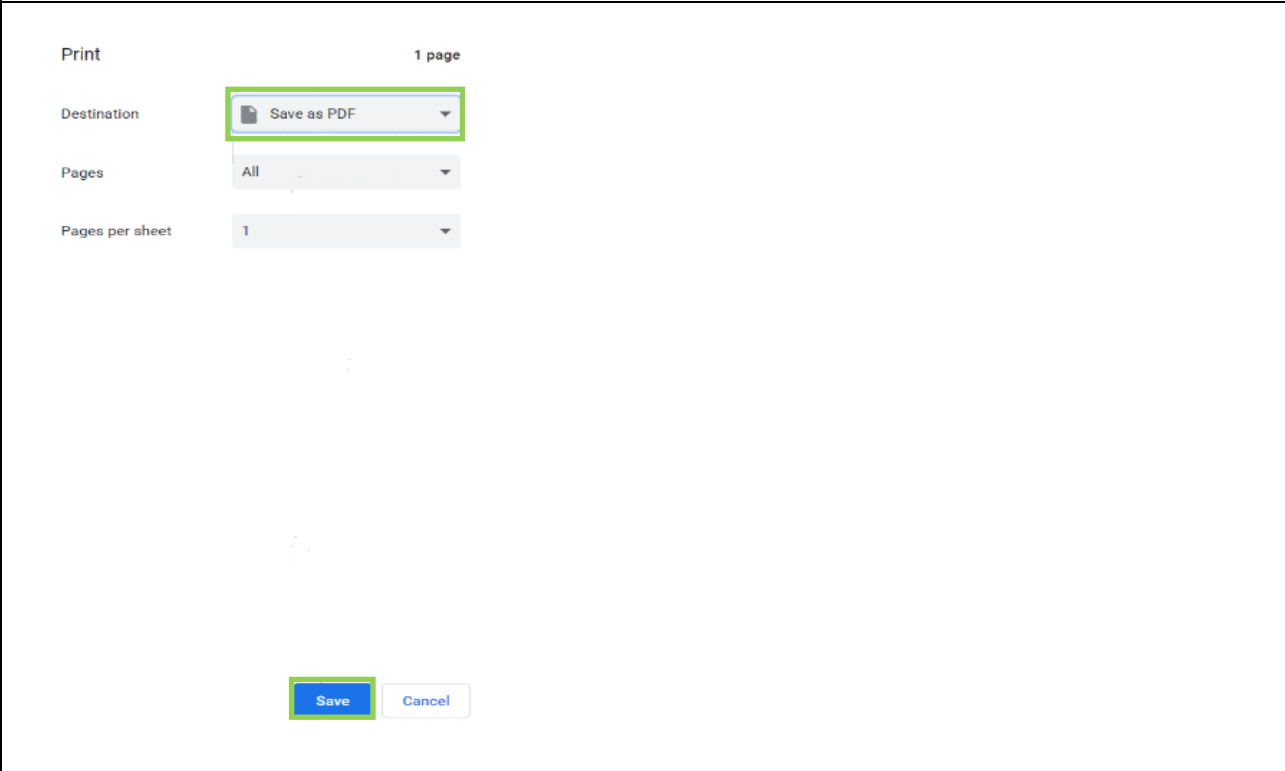 Print 1 page
Destination Save as PDF
Pages All
Pages per sheet 1
Save Cancel